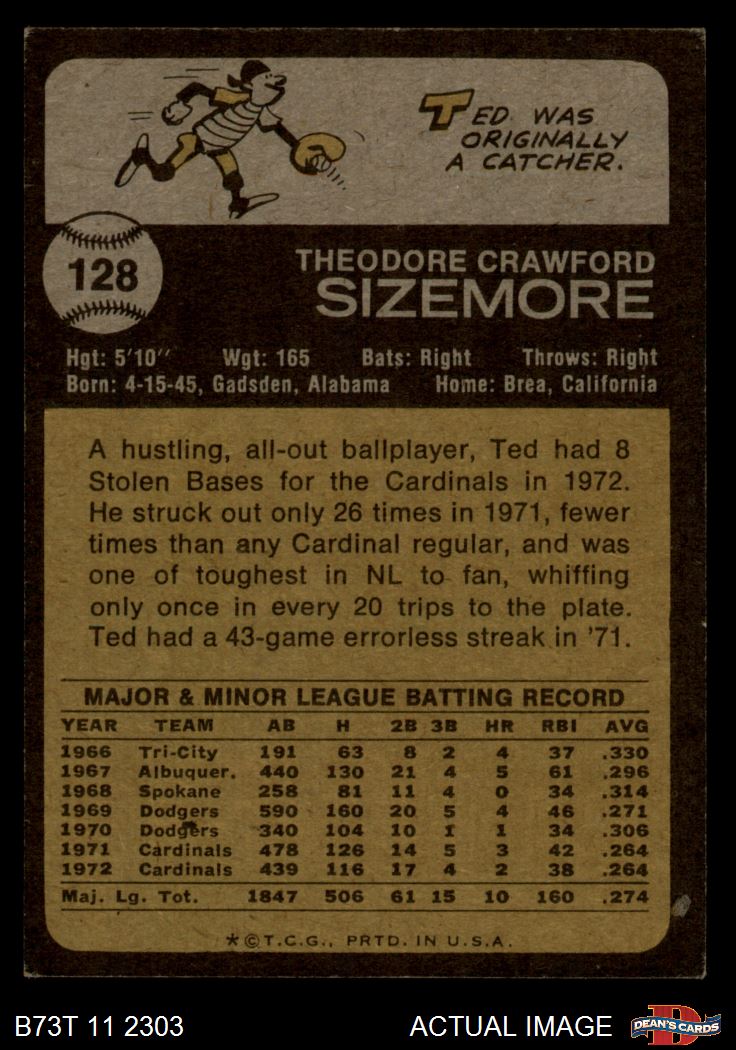 TED WAS
ORIGINALLY
A CATCHER.
128
THEODORE CRAWFORD
SIZEMORE
Hgt: 5'10" Wgt: 165 Bats: Right Throws: Right
Born: 4-15-45, Gadsden, Alabama Home: Brea, California
A hustling, all-out ballplayer, Ted had 8
Stolen Bases for the Cardinals in 1972.
He struck out only 26 times in 1971, fewer
times than any Cardinal regular, and was
one of toughest in NL to fan, whiffing
only once in every 20 trips to the plate.
Ted had a 43-game errorless streak in '71.
MAJOR & MINOR LEAGUE BATTING RECORD
YEAR TEAM AB H 2B 3B HR RBI AVG
1966 Tri-City 191 63 8 2 4 37 .330
1967 Albuquer. 440 130 21 4 5 61 .296
1968 Spokane 258 81 11 4 0 34 .314
1969 Dodgers 590 160 20 5 4 46 .271
1970 Dodgers 340 104 10 1 1 34 .306
1971 Cardinals 478 126 14 5 3 42 .264
1972 Cardinals 439 116 17 4 2 38 .264
Maj. Lg. Tot. 1847 506 61 15 10 160 .274
*©T.C.G., PRTD. IN U.S.A.
B73T 11 2303 ACTUAL IMAGE DEAN'S CARDS